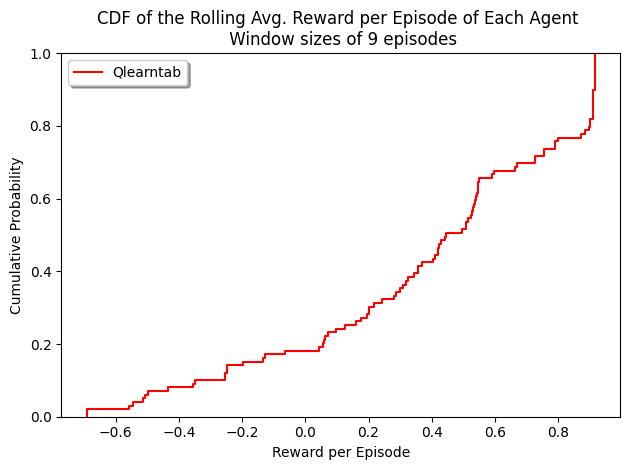 CDF of the Rolling Avg. Reward per Episode of Each Agent
Window sizes of 9 episodes
Qlearntab
Cumulative Probability
1.0
0.8
0.6
0.4
0.2
0.0
−0.6 −0.4 −0.2 0.0 0.2 0.4 0.6 0.8
Reward per Episode